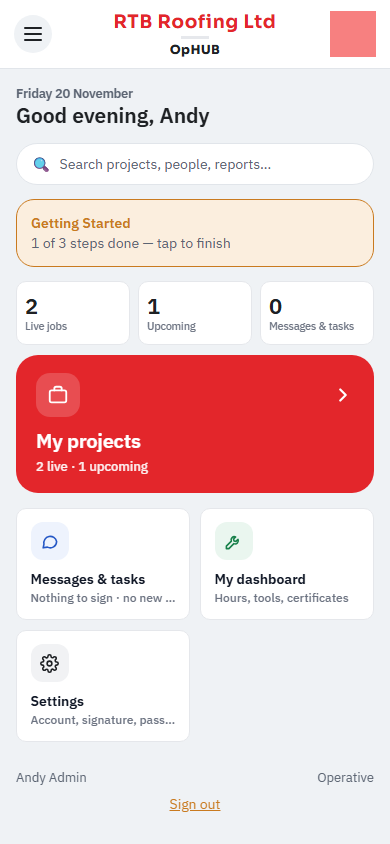 RTB Roofing Ltd
OpHUB
Friday 20 November
Good evening, Andy
Search projects, people, reports...
Getting Started
1 of 3 steps done — tap to finish
2
Live jobs
1
Upcoming
0
Messages & tasks
My projects
2 live · 1 upcoming
Messages & tasks
Nothing to sign · no new ...
My dashboard
Hours, tools, certificates
Settings
Account, signature, pass...
Andy Admin
Operative
Sign out